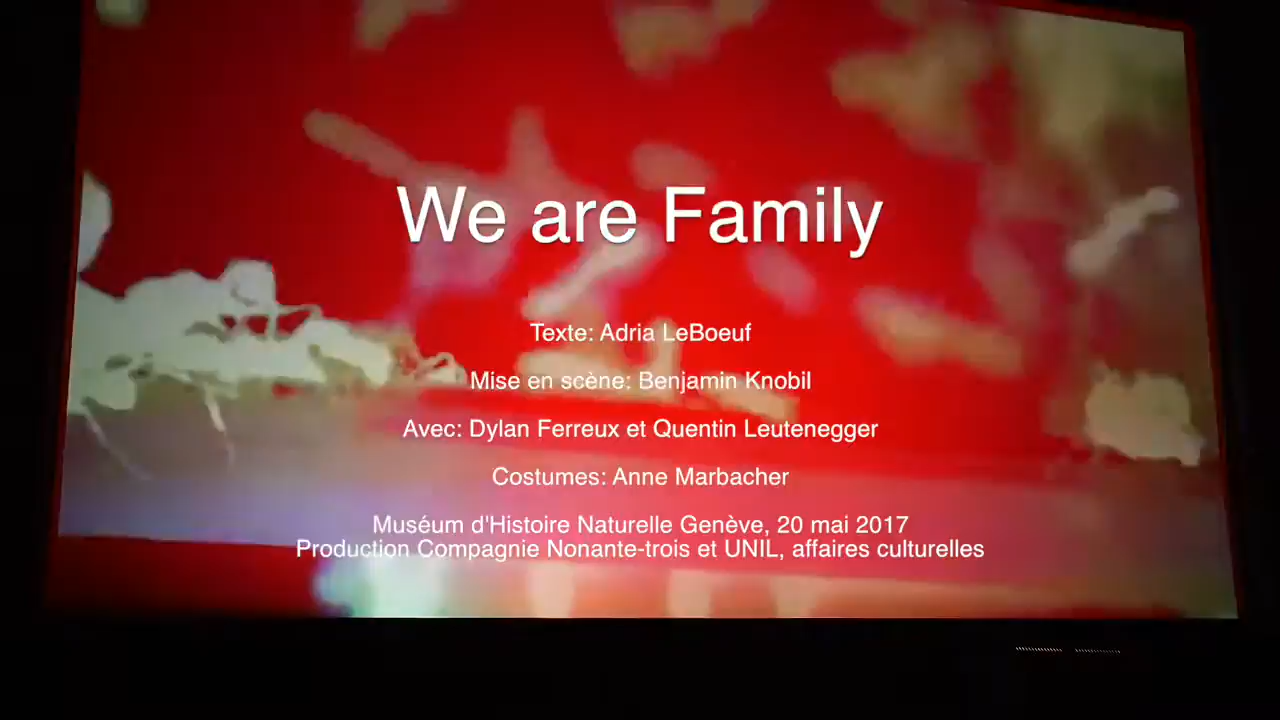 We are Family
Texte: Adria LeBoeuf
Mise en scène: Benjamin Knobil
Avec: Dylan Ferreux et Quentin Leutenegger
Costumes: Anne Marbacher
Muséum d'Histoire Naturelle Genève, 20 mai 2017
Production Compagnie Nonante-trois et UNIL, affaires culturelles